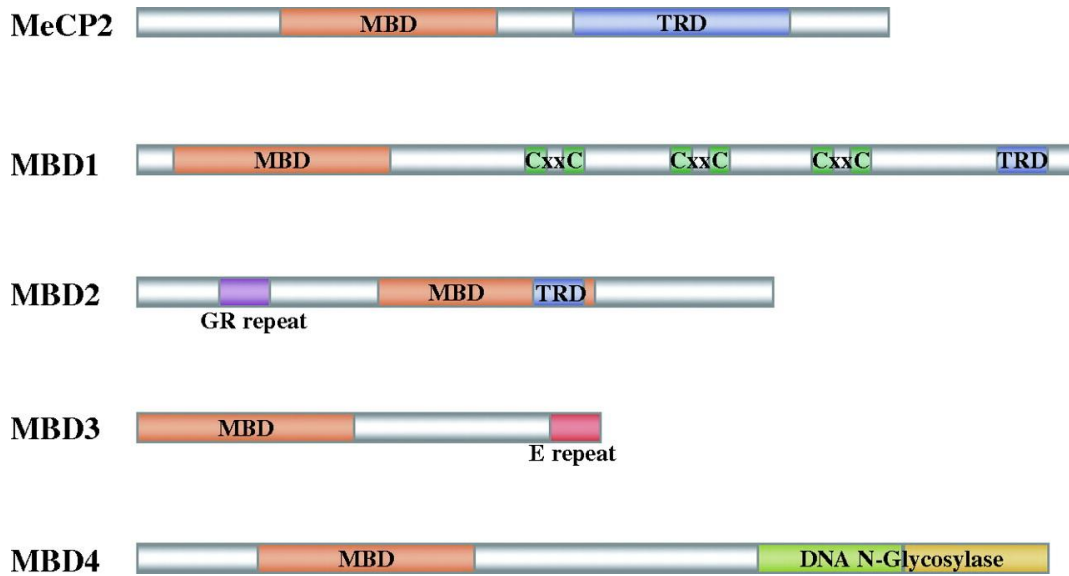 MeCP2 MBD TRD
MBD1 MBD CxxC CxxC CxxC TRD
MBD2 MBD TRD
GR repeat
MBD3 MBD
E repeat
MBD4 MBD DNA N-Glycosylase